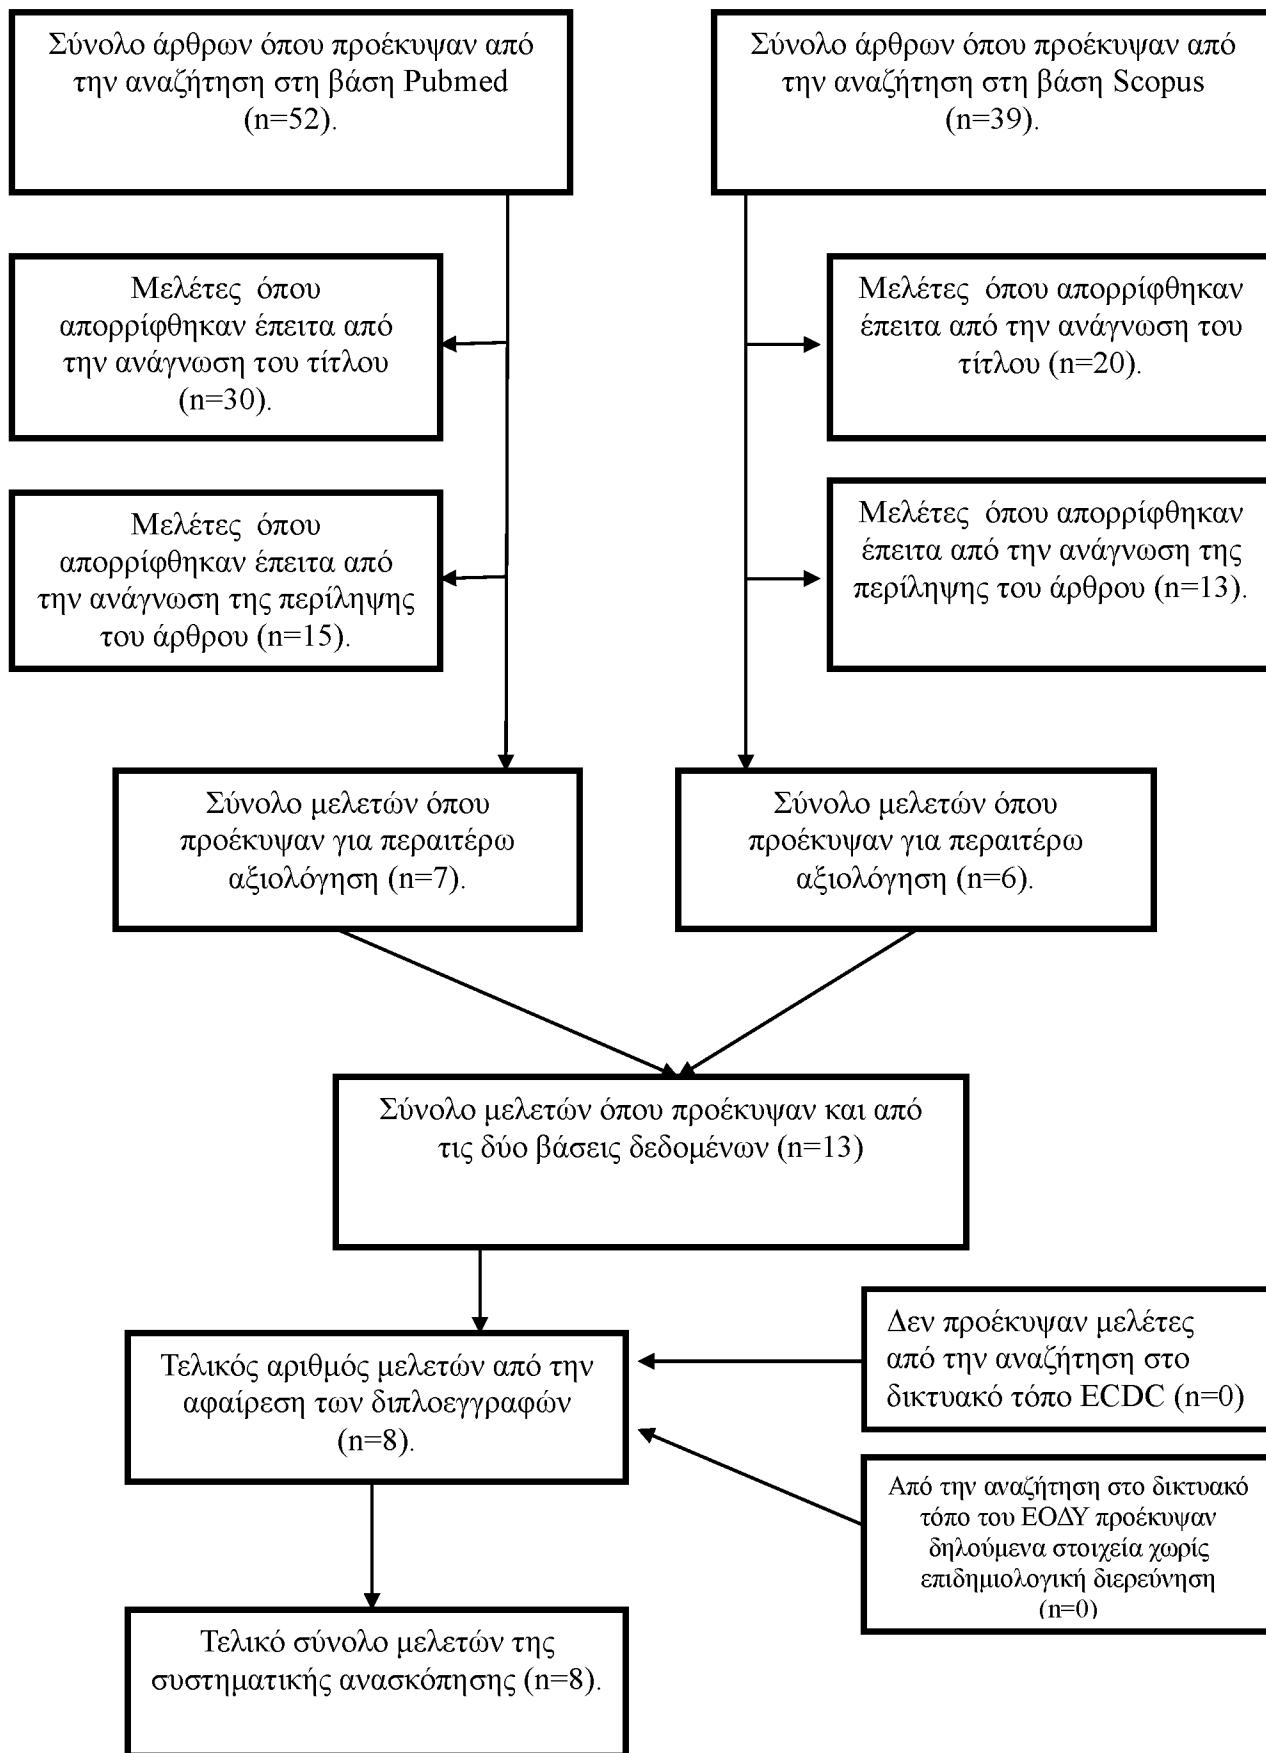 Σύνολο άρθρων όπου προέκυψαν από
την αναζήτηση στη βάση Pubmed
(n=52).
Σύνολο άρθρων όπου προέκυψαν από
την αναζήτηση στη βάση Scopus
(n=39).
Μελέτες όπου
απορρίφθηκαν έπειτα από
την ανάγνωση του τίτλου
(n=30).
Μελέτες όπου απορρίφθηκαν
έπειτα από την ανάγνωση του
τίτλου (n=20).
Μελέτες όπου
απορρίφθηκαν έπειτα από
την ανάγνωση της περίληψης
του άρθρου (n=15).
Μελέτες όπου απορρίφθηκαν
έπειτα από την ανάγνωση της
περίληψης του άρθρου (n=13).
Σύνολο μελετών όπου
προέκυψαν για περαιτέρω
αξιολόγηση (n=7).
Σύνολο μελετών όπου
προέκυψαν για περαιτέρω
αξιολόγηση (n=6).
Σύνολο μελετών όπου προέκυψαν και από
τις δύο βάσεις δεδομένων (n=13)
Δεν προέκυψαν μελέτες
από την αναζήτηση στο
δικτυακό τόπο ECDC (n=0)
Τελικός αριθμός μελετών από την
αφαίρεση των διπλοεγγραφών
(n=8).
Από την αναζήτηση στο δικτυακό
τόπο του ΕΟΔΥ προέκυψαν
δηλούμενα στοιχεία χωρίς
επιδημιολογική διερεύνηση
(n=0)
Τελικό σύνολο μελετών της
συστηματικής ανασκόπησης (n=8).